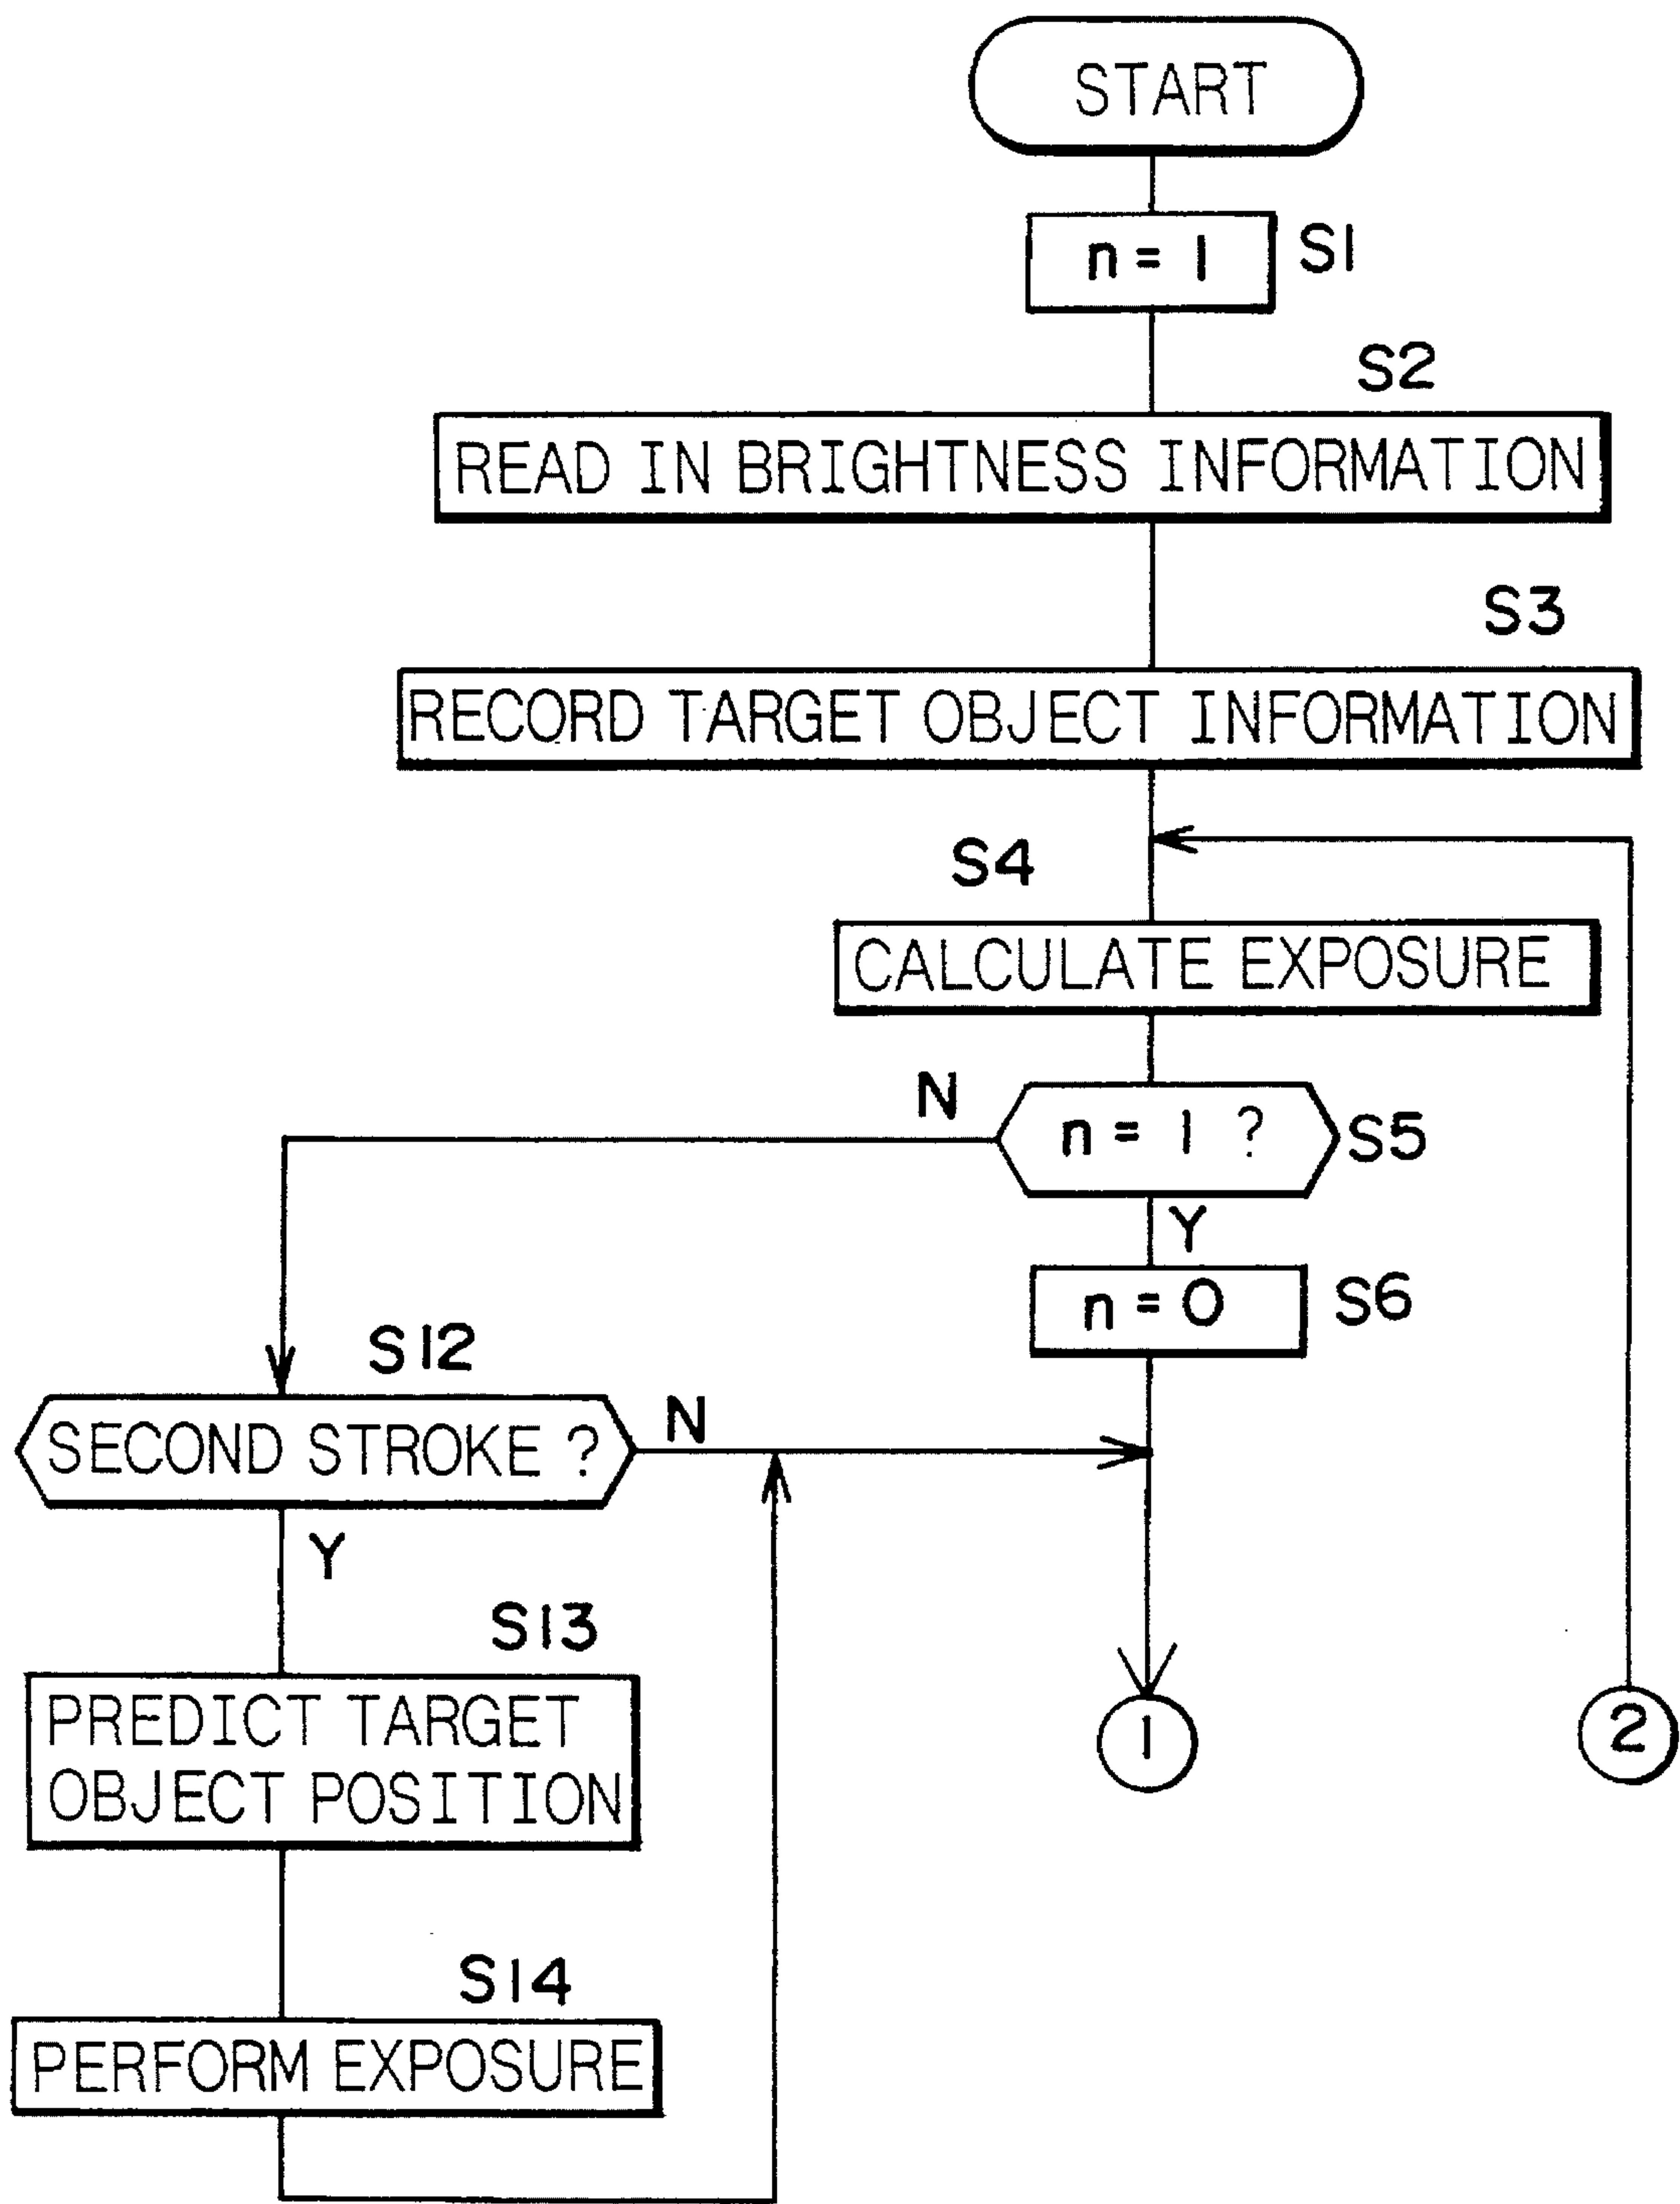 START
n = 1
S1
S2
READ IN BRIGHTNESS INFORMATION
S3
RECORD TARGET OBJECT INFORMATION
S4
CALCULATE EXPOSURE
N
n = 1 ?
S5
Y
n = 0
S6
S12
SECOND STROKE ?
N
Y
S13
PREDICT TARGET
OBJECT POSITION
1
2
S14
PERFORM EXPOSURE